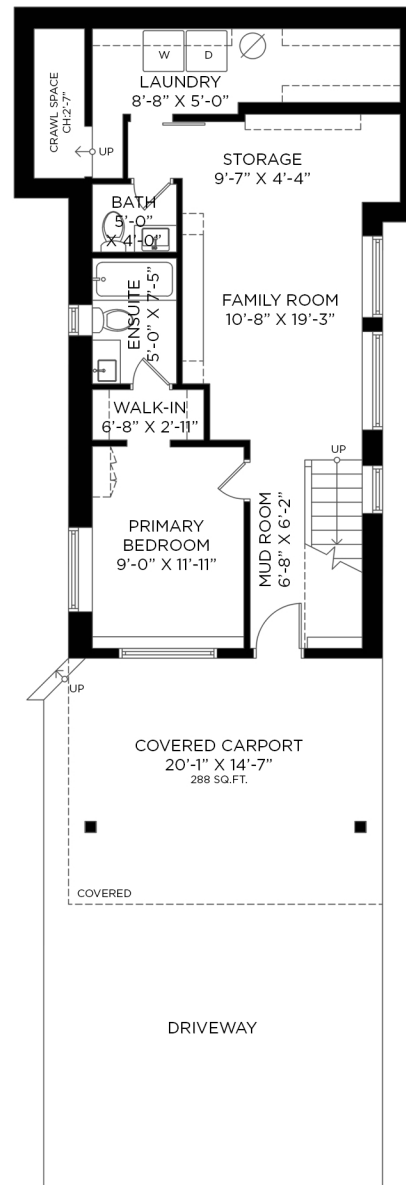 W
D
LAUNDRY
8'-8" X 5'-0"
CRAWL SPACE
CH:2'-7"
UP
STORAGE
9'-7" X 4'-4"
BATH
5'-0"
X 4'-0"
ENSUITE
5'-0" X 7'-5"
FAMILY ROOM
10'-8" X 19'-3"
WALK-IN
6'-8" X 2'-11"
UP
PRIMARY
BEDROOM
9'-0" X 11'-11"
MUD ROOM
6'-8" X 6'-2"
UP
COVERED CARPORT
20'-1" X 14'-7"
288 SQ.FT.
COVERED
DRIVEWAY